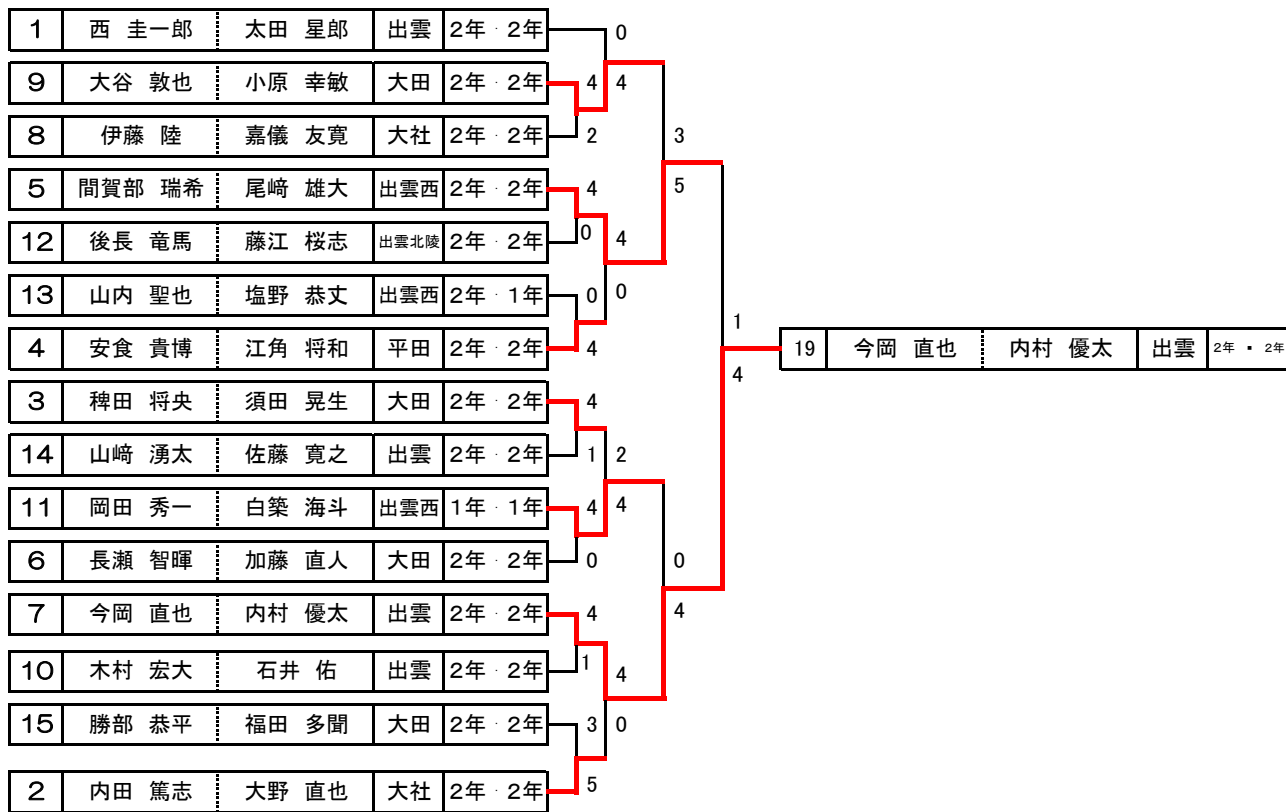 1 西 圭一郎 太田 星郎 出雲 2年・2年 0
9 大谷 敦也 小原 幸敏 大田 2年・2年 4 4
8 伊藤 陸 嘉儀 友寛 大社 2年・2年 2 3
5 間賀部 瑞希 尾﨑 雄大 出雲西 2年・2年 4 5
12 後長 竜馬 藤江 桜志 出雲北陵 2年・2年 0 4
13 山内 聖也 塩野 恭丈 出雲西 2年・1年 0 0
1
4 安食 貴博 江角 将和 平田 2年・2年 4 19 今岡 直也 内村 優太 出雲 2年・2年
4
3 稗田 将央 須田 晃生 大田 2年・2年 4
14 山﨑 湧太 佐藤 寛之 出雲 2年・2年 1 2
11 岡田 秀一 白築 海斗 出雲西 1年・1年 4 4
6 長瀬 智暉 加藤 直人 大田 2年・2年 0 0
7 今岡 直也 内村 優太 出雲 2年・2年 4 4
10 木村 宏大 石井 佑 出雲 2年・2年 1 4
15 勝部 恭平 福田 多聞 大田 2年・2年 3 0
2 内田 篤志 大野 直也 大社 2年・2年 5